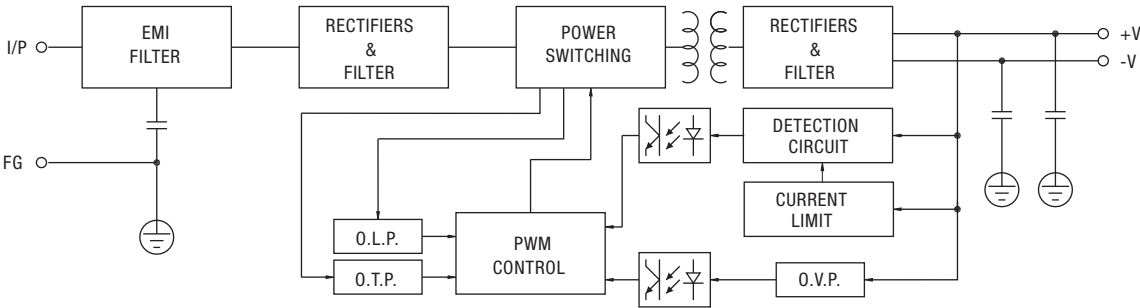 I/P
EMI
FILTER
RECTIFIERS
&
FILTER
POWER
SWITCHING
RECTIFIERS
&
FILTER
+V
-V
FG
DETECTION
CIRCUIT
CURRENT
LIMIT
O.L.P.
O.T.P.
PWM
CONTROL
O.V.P.